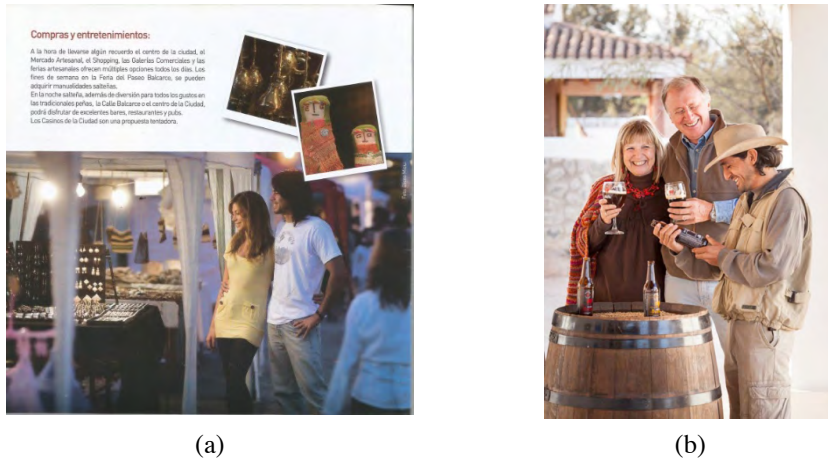 Compras y entretenimientos:
A la hora de llevarse algún recuerdo el centro de la ciudad, el
Mercado Artesanal, el Shopping, las Galerías Comerciales y las
ferias artesanales ofrecen múltiples opciones todos los días. Los
fines de semana en la Feria del Paseo Balcarce, se pueden
adquirir manualidades salteñas.
En la noche salteña, además de diversión para todos los gustos en
las tradicionales peñas, la Calle Balcarce o el centro de la Ciudad,
podrá disfrutar de excelentes bares, restaurantes y pubs.
Los Casinos de la Ciudad son una propuesta tentadora.
(a)
(b)